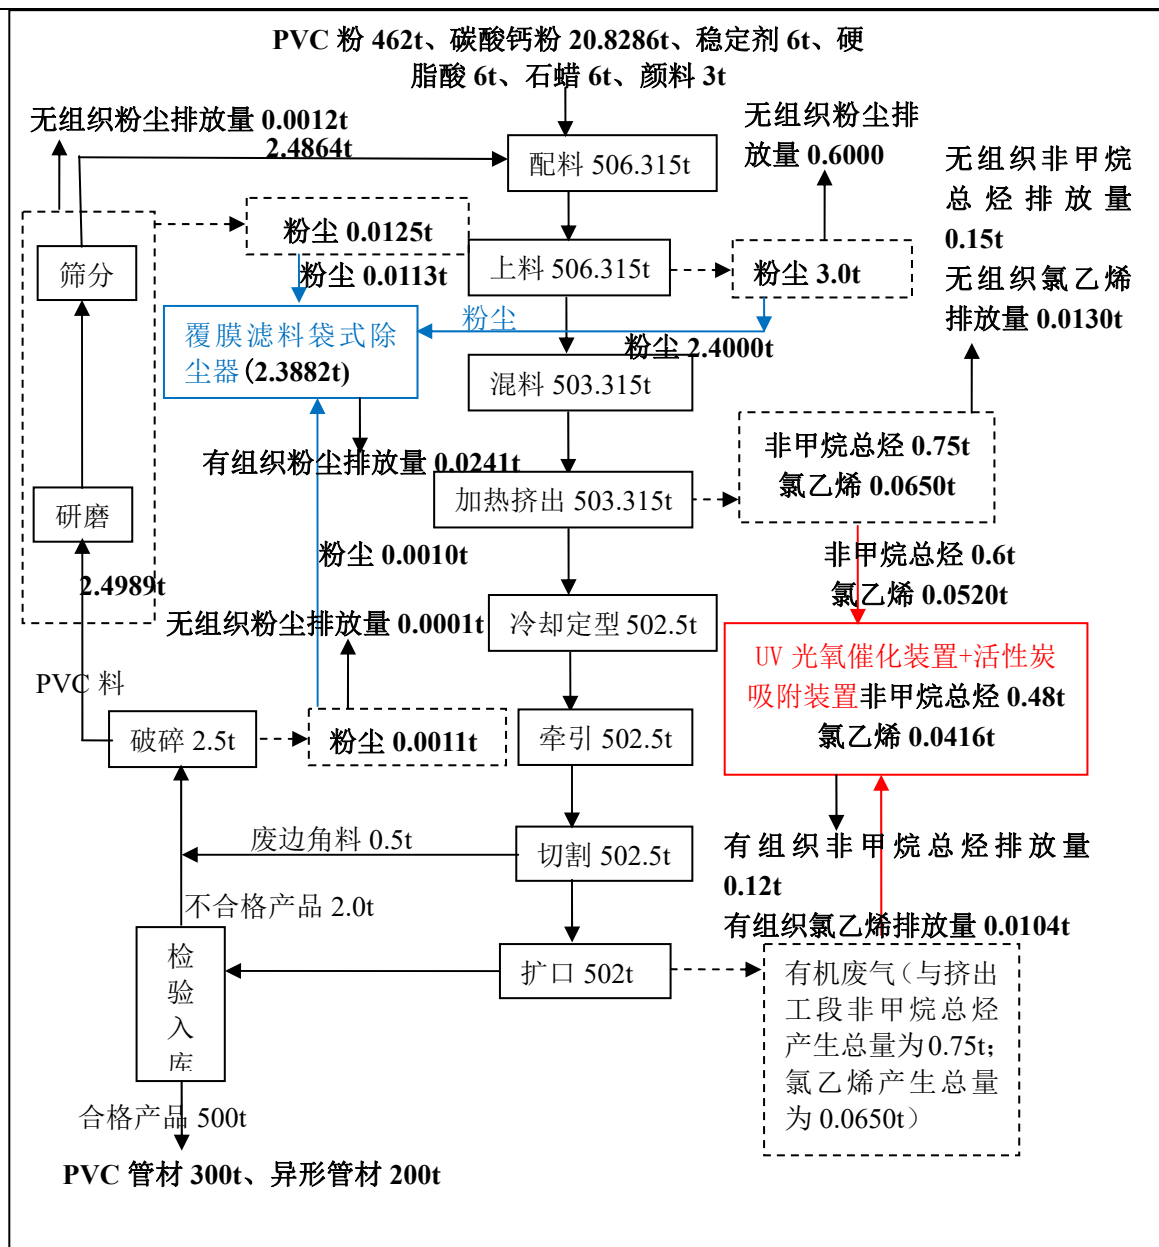 PVC 粉 462t、碳酸钙粉 20.8286t、稳定剂 6t、硬
脂酸 6t、石蜡 6t、颜料 3t
无组织粉尘排放量 0.0012t
2.4864t
配料 506.315t
无组织粉尘排
放量 0.6000
无组织非甲烷
总烃排放量
0.15t
无组织氯乙烯
排放量 0.0130t
粉尘 0.0125t
粉尘 0.0113t
筛分
上料 506.315t
粉尘 3.0t
覆膜滤料袋式除
尘器(2.3882t)
粉尘
粉尘 2.4000t
混料 503.315t
有组织粉尘排放量 0.0241t
非甲烷总烃 0.75t
氯乙烯 0.0650t
加热挤出 503.315t
研磨
粉尘 0.0010t
非甲烷总烃 0.6t
氯乙烯 0.0520t
2.4989t
无组织粉尘排放量 0.0001t
冷却定型 502.5t
UV 光氧催化装置+活性炭
吸附装置非甲烷总烃 0.48t
氯乙烯 0.0416t
PVC 料
破碎 2.5t
粉尘 0.0011t
牵引 502.5t
废边角料 0.5t
切割 502.5t
有组织非甲烷总烃排放量
0.12t
有组织氯乙烯排放量 0.0104t
不合格产品 2.0t
检
验
入
库
扩口 502t
有机废气（与挤出
工段非甲烷总烃
产生总量为 0.75t；
氯乙烯产生总量
为 0.0650t）
合格产品 500t
PVC 管材 300t、异形管材 200t